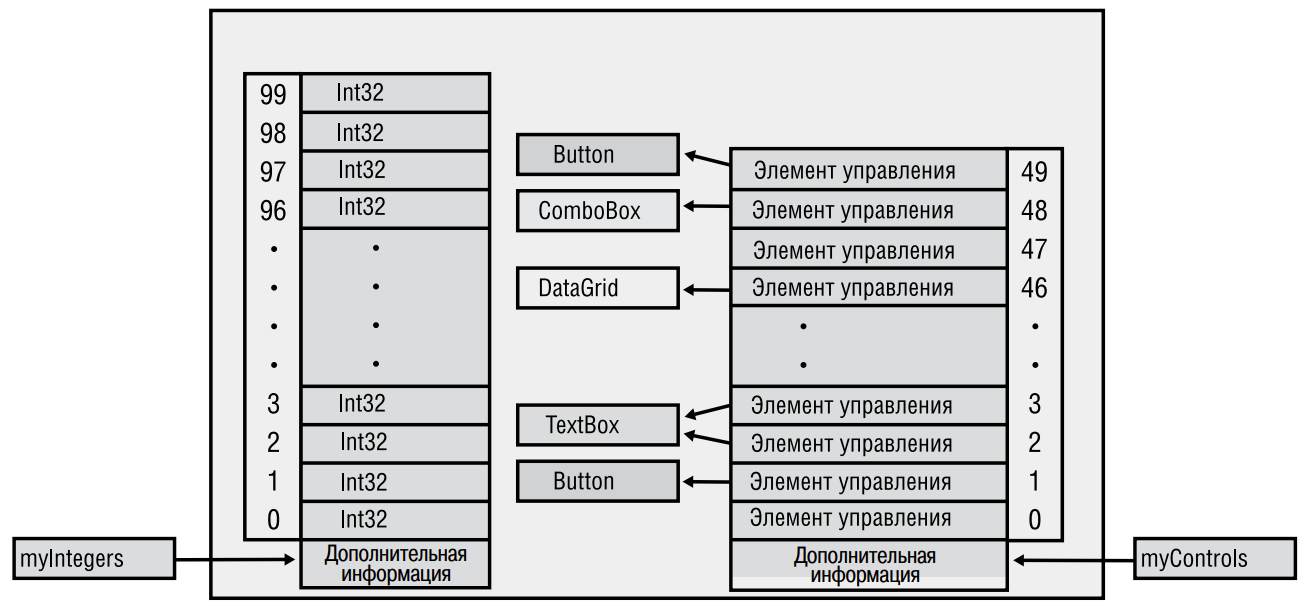 99 Int32
98 Int32
97 Int32
96 Int32
3 Int32
2 Int32
1 Int32
0 Int32
Дополнительная
информация
myIntegers
Button
ComboBox
DataGrid
TextBox
Button
Элемент управления 49
Элемент управления 48
Элемент управления 47
Элемент управления 46
Элемент управления 3
Элемент управления 2
Элемент управления 1
Элемент управления 0
Дополнительная
информация
myControls